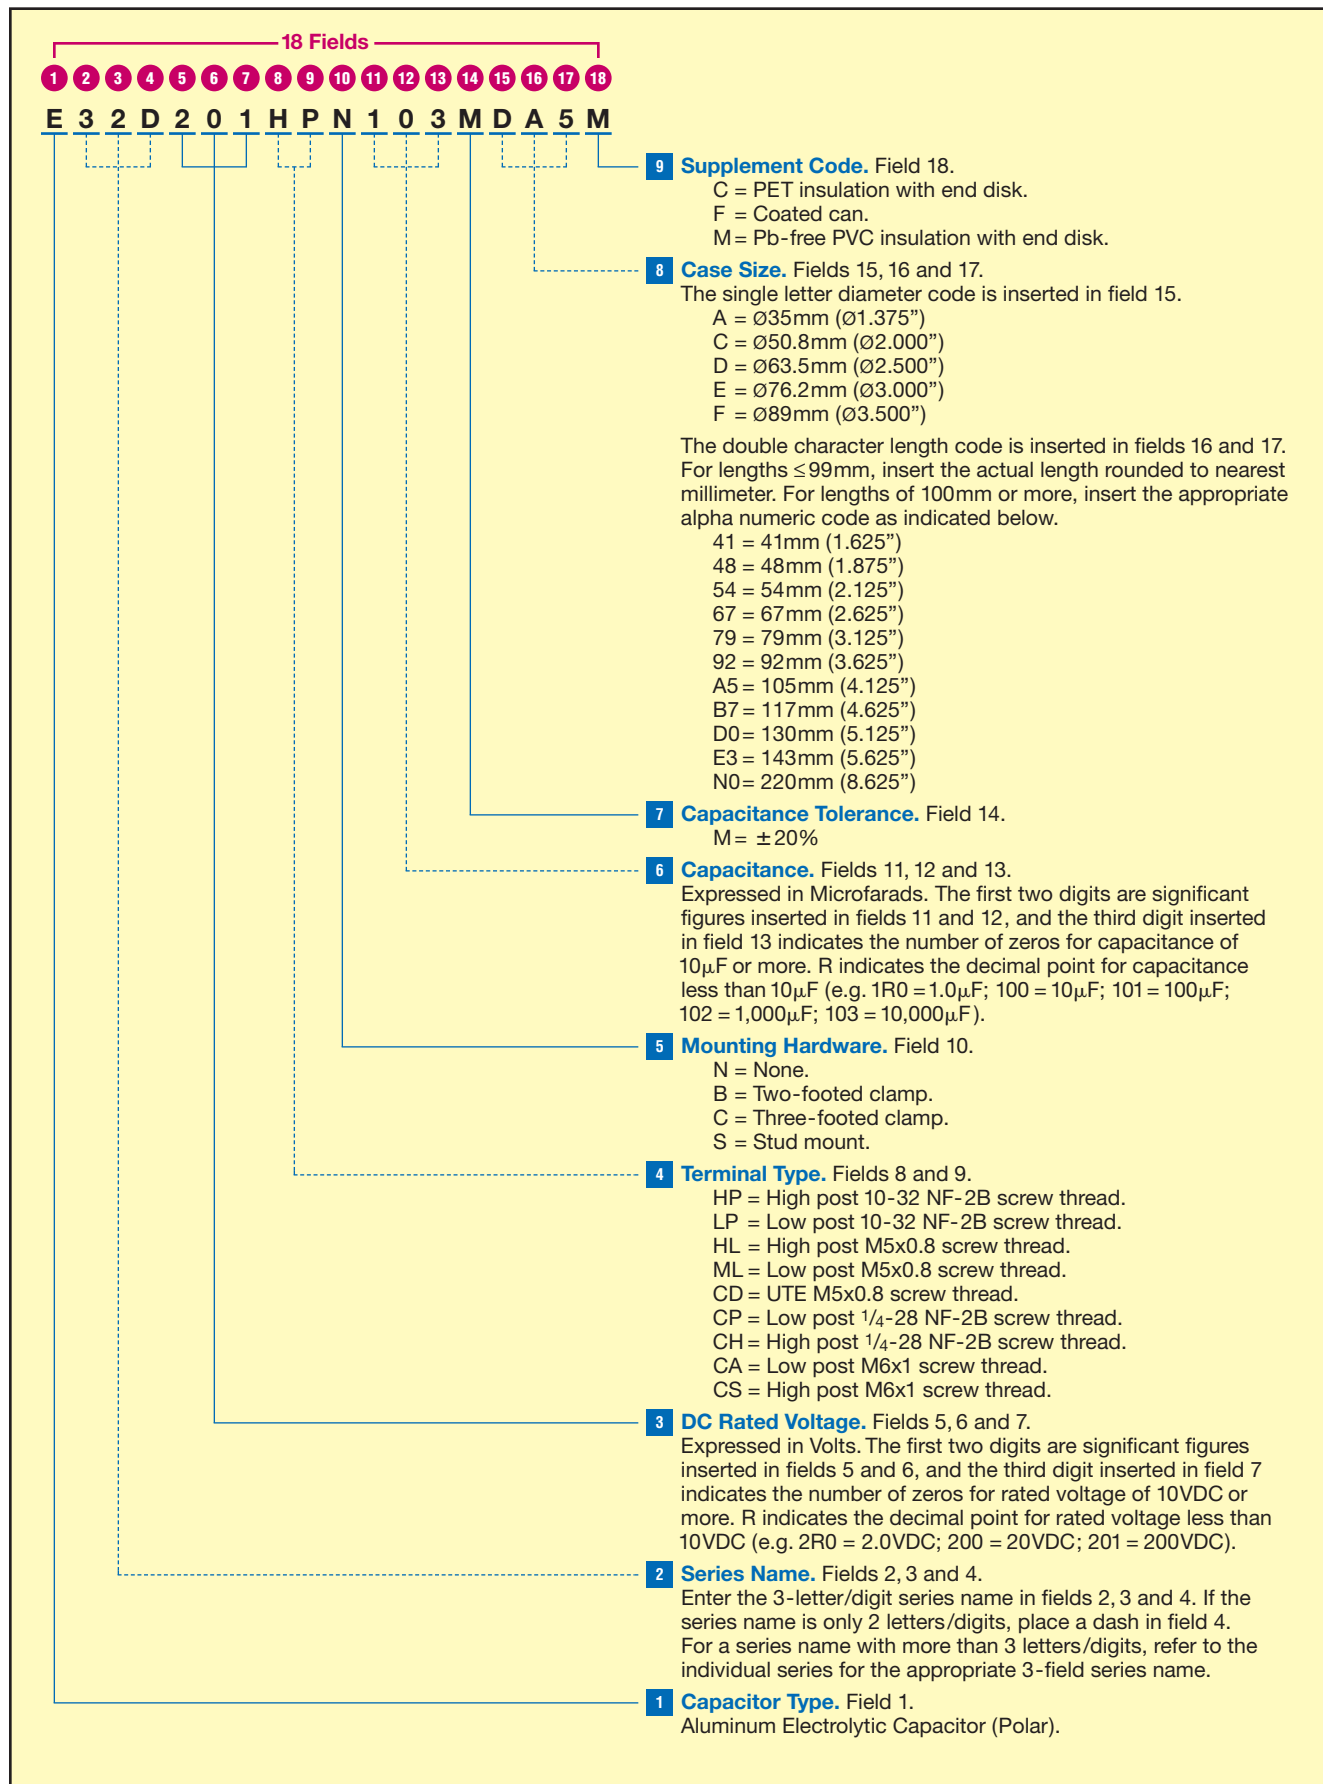 18 Fields
1 2 3 4 5 6 7 8 9 10 11 12 13 14 15 16 17 18
E 3 2 D 2 0 1 H P N 1 0 3 M D A 5 M
9 Supplement Code. Field 18.
C = PET insulation with end disk.
F = Coated can.
M = Pb-free PVC insulation with end disk.
8 Case Size. Fields 15, 16 and 17.
The single letter diameter code is inserted in field 15.
A = Ø35mm (Ø1.375”)
C = Ø50.8mm (Ø2.000”)
D = Ø63.5mm (Ø2.500”)
E = Ø76.2mm (Ø3.000”)
F = Ø89mm (Ø3.500”)
The double character length code is inserted in fields 16 and 17.
For lengths ≤99mm, insert the actual length rounded to nearest
millimeter. For lengths of 100mm or more, insert the appropriate
alpha numeric code as indicated below.
41 = 41mm (1.625”)
48 = 48mm (1.875”)
54 = 54mm (2.125”)
67 = 67mm (2.625”)
79 = 79mm (3.125”)
92 = 92mm (3.625”)
A5 = 105mm (4.125”)
B7 = 117mm (4.625”)
D0 = 130mm (5.125”)
E3 = 143mm (5.625”)
N0 = 220mm (8.625”)
7 Capacitance Tolerance. Field 14.
M = ±20%
6 Capacitance. Fields 11, 12 and 13.
Expressed in Microfarads. The first two digits are significant
figures inserted in fields 11 and 12, and the third digit inserted
in field 13 indicates the number of zeros for capacitance of
10µF or more. R indicates the decimal point for capacitance
less than 10µF (e.g. 1R0 = 1.0µF; 100 = 10µF; 101 = 100µF;
102 = 1,000µF; 103 = 10,000µF).
5 Mounting Hardware. Field 10.
N = None.
B = Two-footed clamp.
C = Three-footed clamp.
S = Stud mount.
4 Terminal Type. Fields 8 and 9.
HP = High post 10-32 NF-2B screw thread.
LP = Low post 10-32 NF-2B screw thread.
HL = High post M5x0.8 screw thread.
ML = Low post M5x0.8 screw thread.
CD = UTE M5x0.8 screw thread.
CP = Low post 1/4-28 NF-2B screw thread.
CH = High post 1/4-28 NF-2B screw thread.
CA = Low post M6x1 screw thread.
CS = High post M6x1 screw thread.
3 DC Rated Voltage. Fields 5, 6 and 7.
Expressed in Volts. The first two digits are significant figures
inserted in fields 5 and 6, and the third digit inserted in field 7
indicates the number of zeros for rated voltage of 10VDC or
more. R indicates the decimal point for rated voltage less than
10VDC (e.g. 2R0 = 2.0VDC; 200 = 20VDC; 201 = 200VDC).
2 Series Name. Fields 2, 3 and 4.
Enter the 3-letter/digit series name in fields 2, 3 and 4. If the
series name is only 2 letters/digits, place a dash in field 4.
For a series name with more than 3 letters/digits, refer to the
individual series for the appropriate 3-field series name.
1 Capacitor Type. Field 1.
Aluminum Electrolytic Capacitor (Polar).